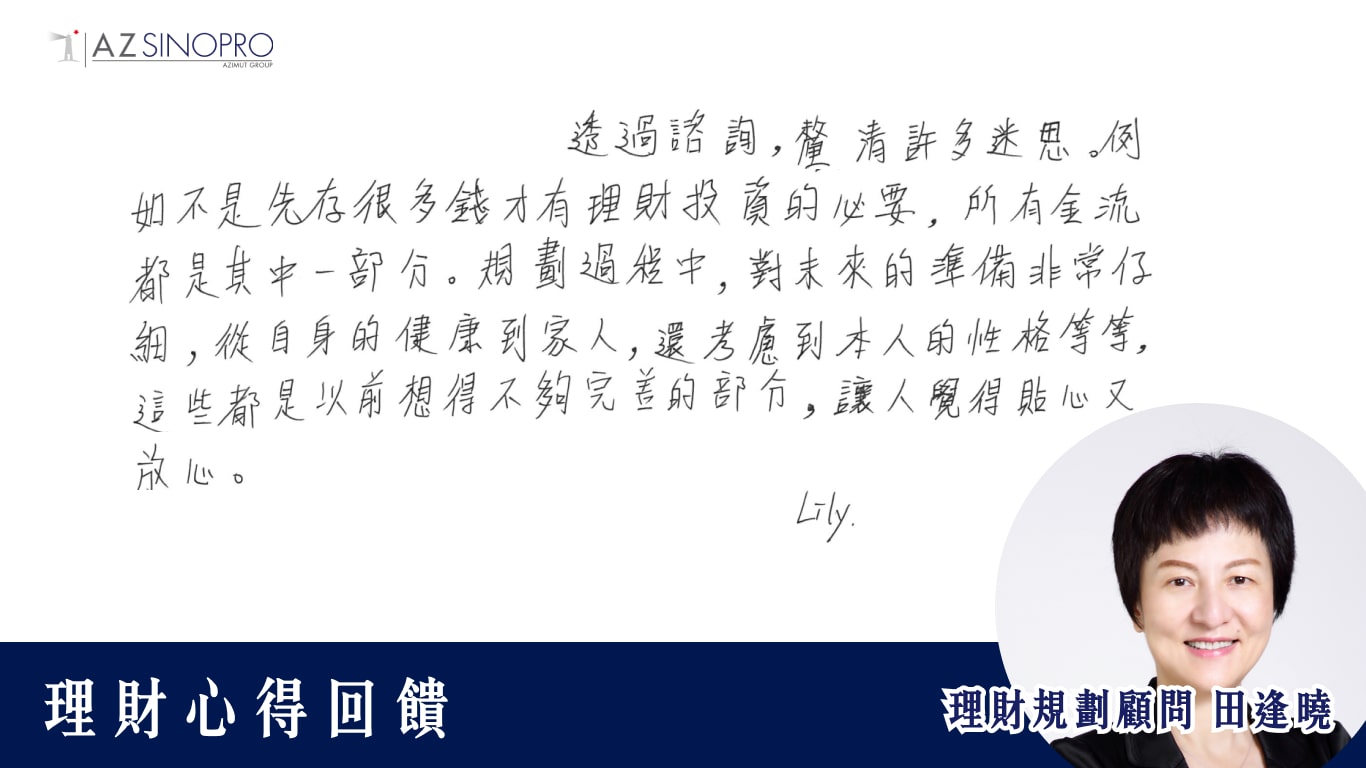 AZ SINOPRO
AZIMUT GROUP
透過諮詢，釐清許多迷思。例
如不是先存很多錢才有理財投資的必要，所有金流
都是其中一部分。規劃過程中，對未來的準備非常仔
細，從自身的健康到家人，還考慮到本人的性格等等，
這些都是以前想得不夠完善的部分，讓人覺得貼心又
放心。
Lily.
理財心得回饋
理財規劃顧問 田逢曉